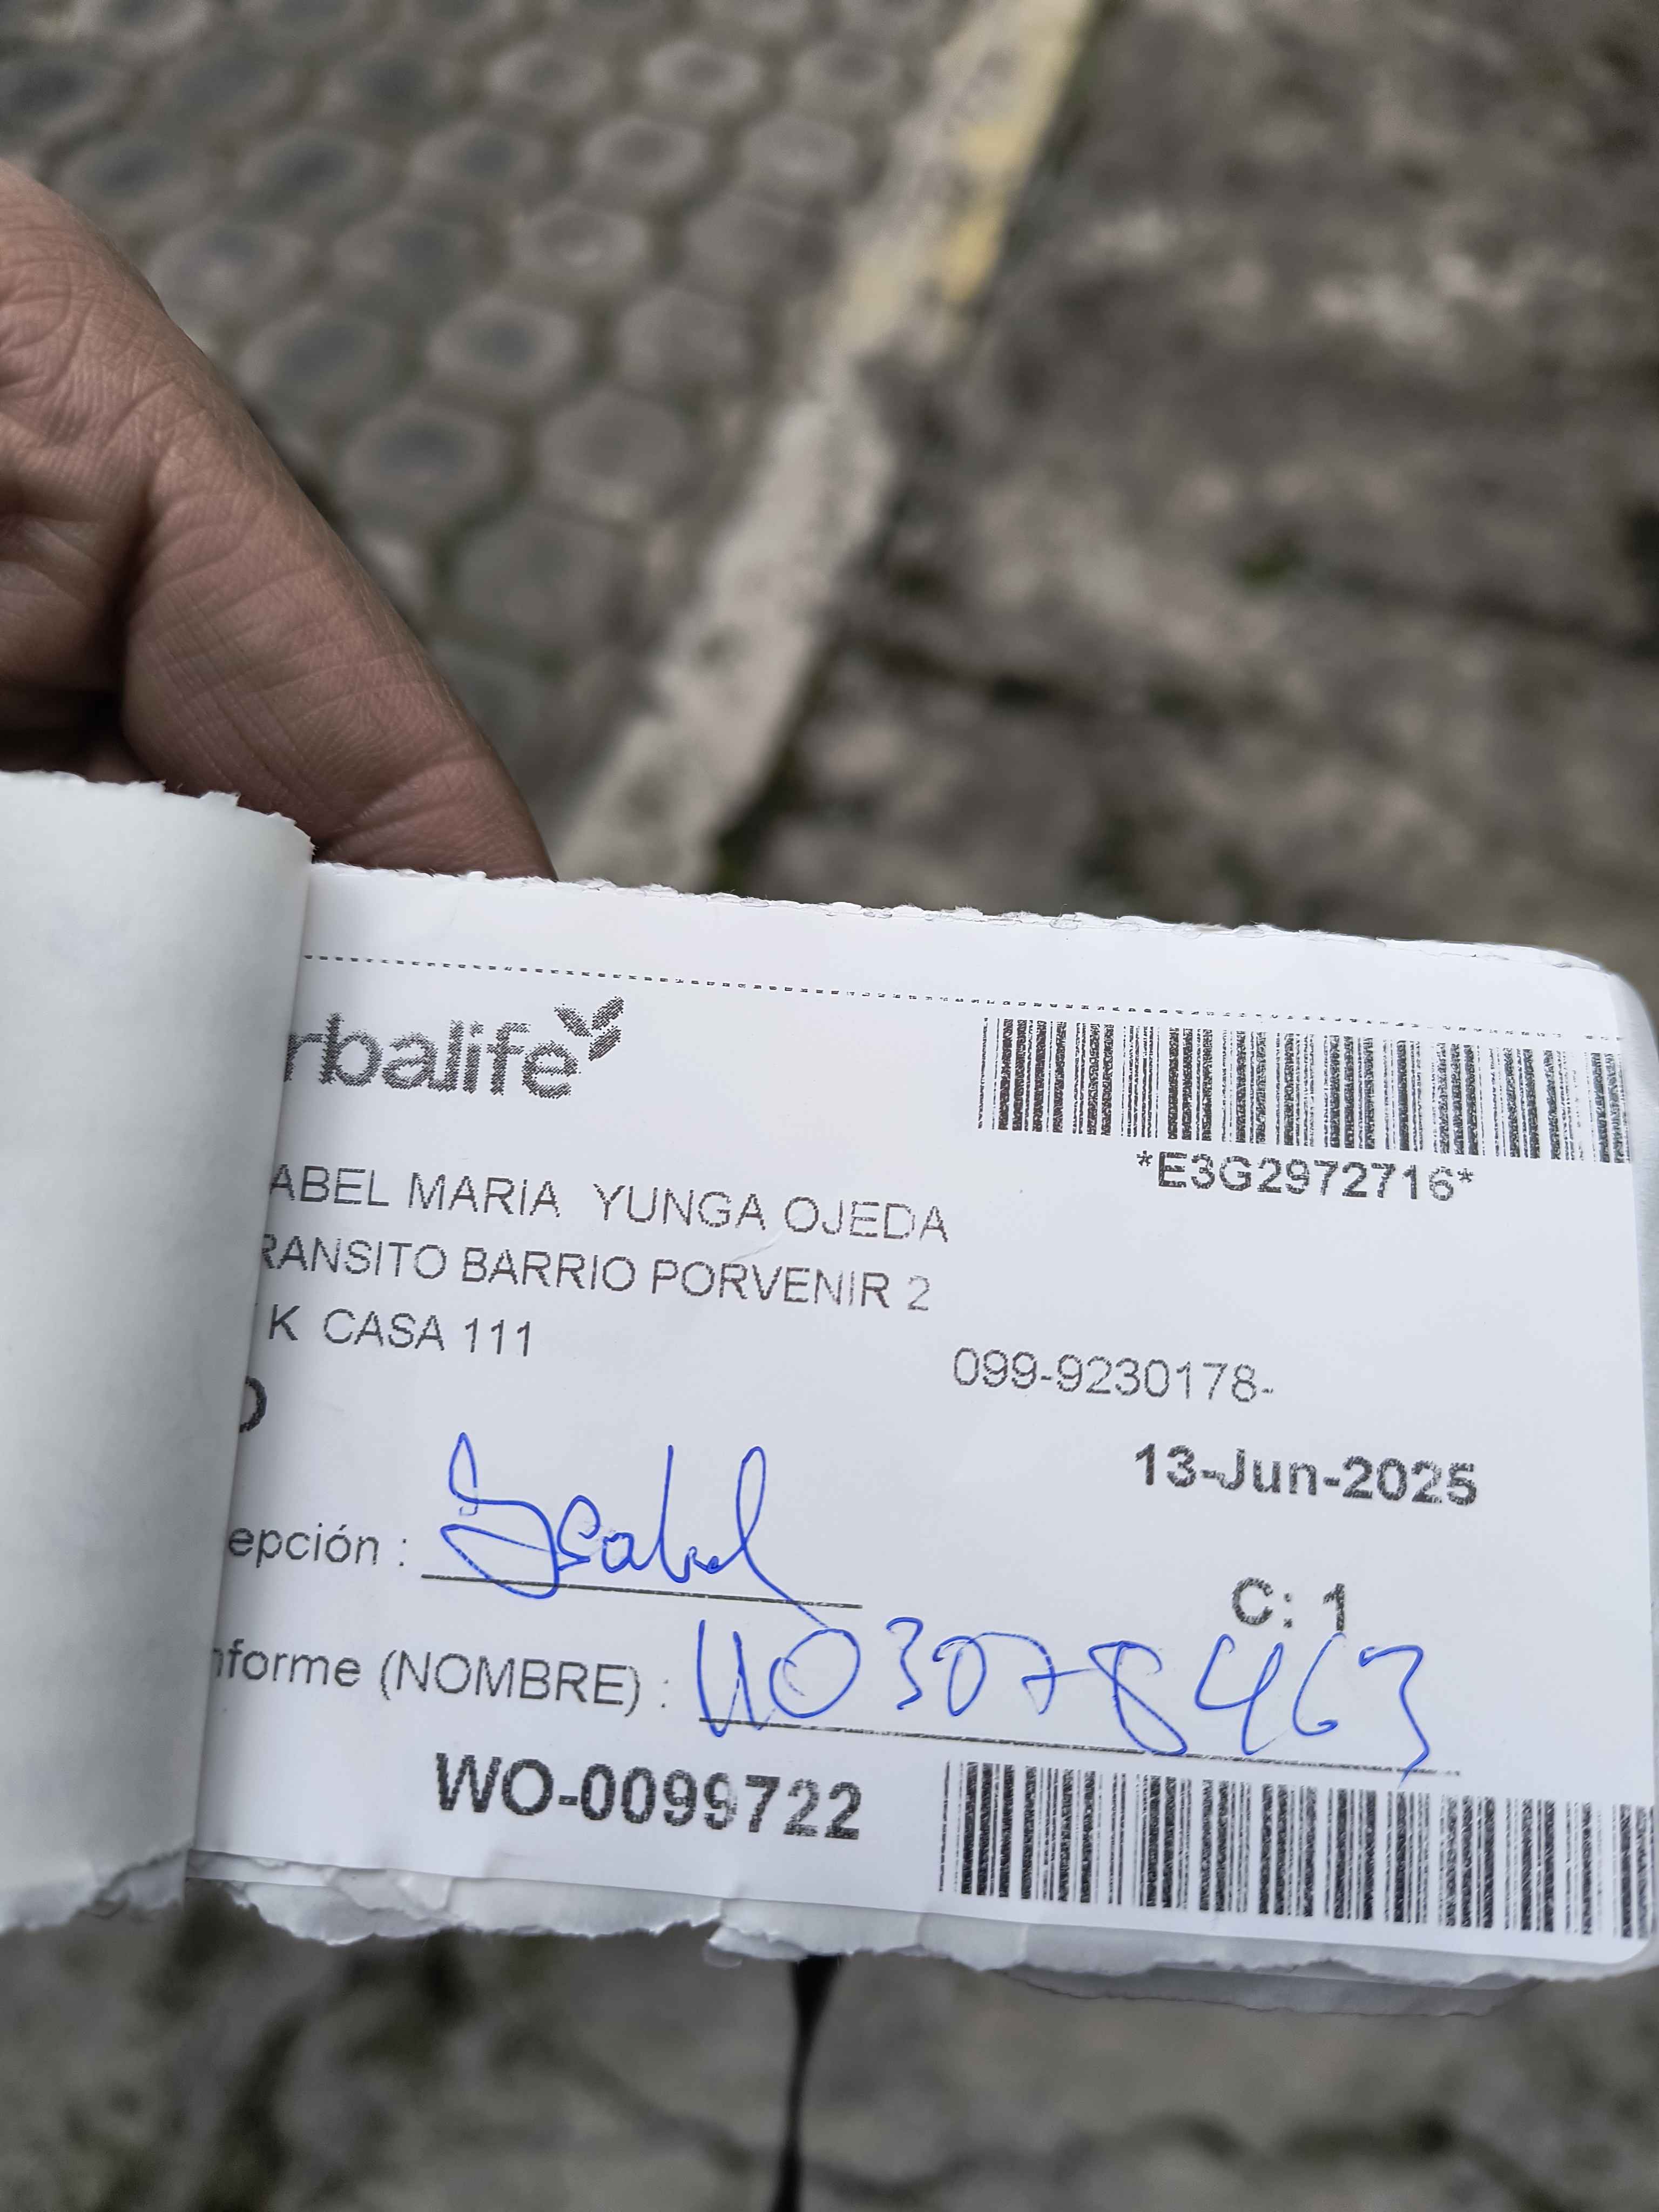 rbalife
*E3G2972716*
ABEL MARIA YUNGA OJEDA
RANSITO BARRIO PORVENIR 2
K CASA 111
099-9230178-
O
13-Jun-2025
epción : Isabel
C: 1
nforme (NOMBRE) : 1103078463
WO-0099722